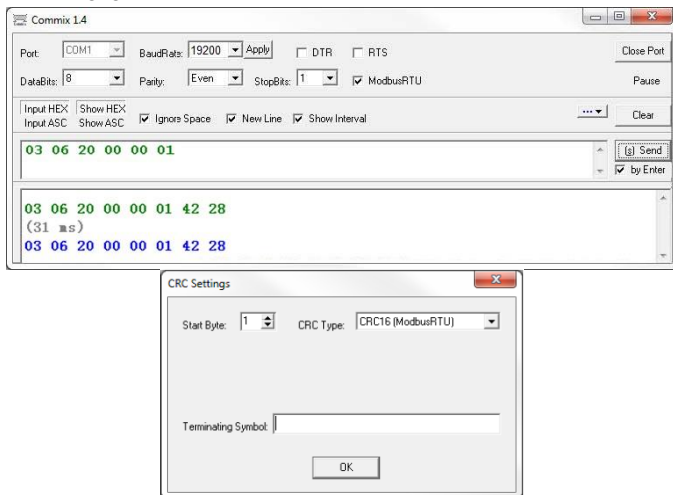 Commix 1.4
Port: COM1 BaudRate: 19200 Apply DTR RTS Close Port
DataBits: 8 Parity: Even StopBits: 1 ModbusRTU Pause
Input HEX Show HEX
Input ASC Show ASC Ignore Space New Line Show Interval ... Clear
03 06 20 00 00 01 (s) Send
by Enter
03 06 20 00 00 01 42 28
(31 ms)
03 06 20 00 00 01 42 28
CRC Settings
Start Byte: 1 CRC Type: CRC16 (ModbusRTU)
Terminating Symbol:
OK